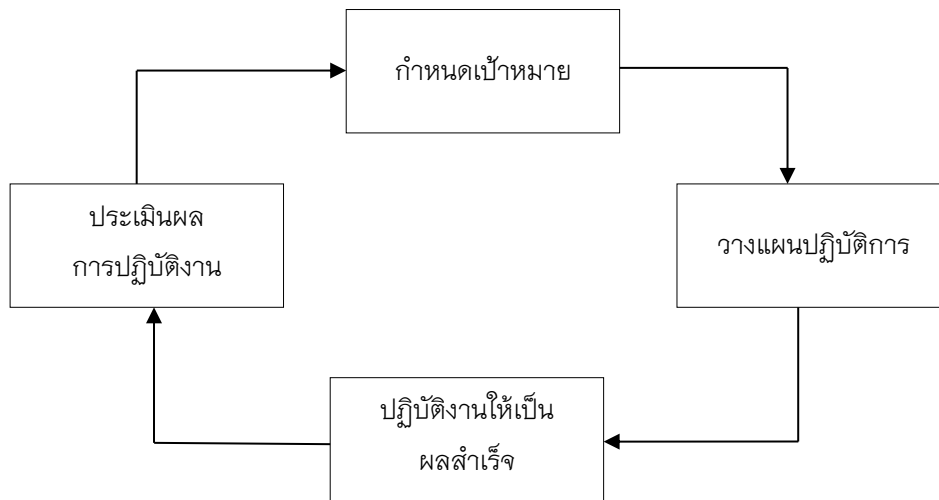 กำหนดเป้าหมาย
วางแผนปฏิบัติการ
ปฏิบัติงานให้เป็น
ผลสำเร็จ
ประเมินผล
การปฏิบัติงาน